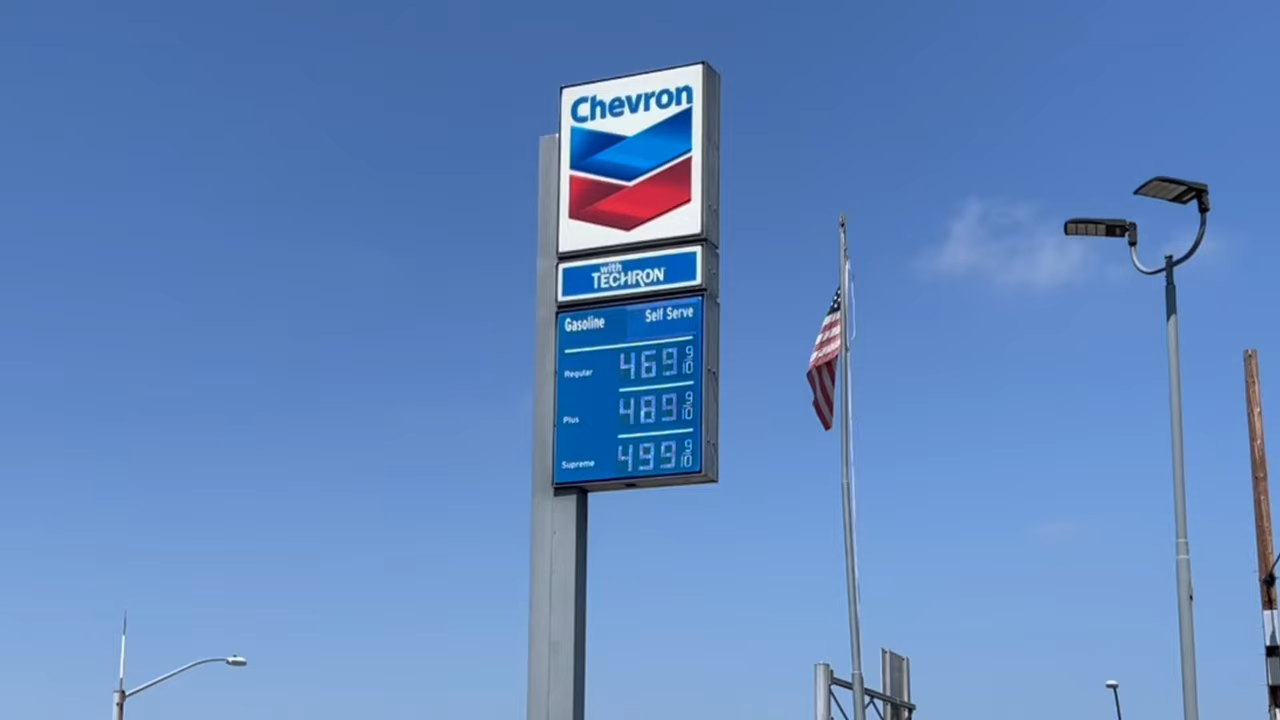 Chevron
with
TECHRON
Gasoline Self Serve
Regular 469 9/10
Plus 489 9/10
Supreme 499 9/10